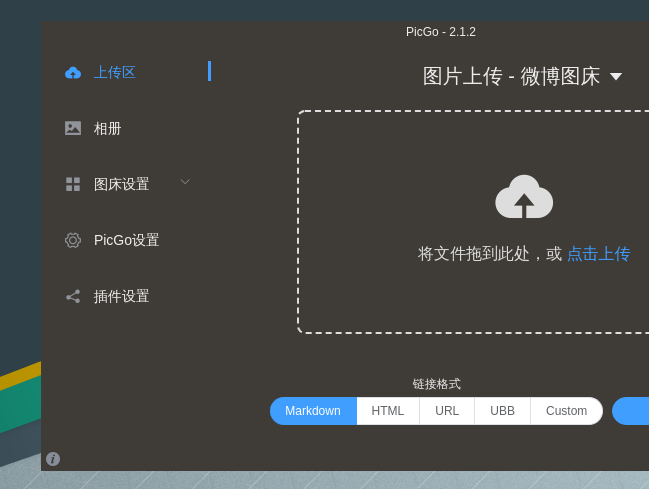 PicGo - 2.1.2
上传区
相册
图床设置
PicGo设置
插件设置
图片上传 - 微博图床
将文件拖到此处，或 点击上传
链接格式
Markdown HTML URL UBB Custom